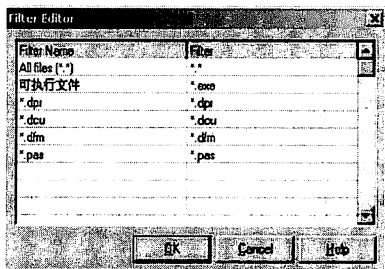 Filter Editor
Filter Name Filter
All files (*.*) *.*
可执行文件 *.exe
*.dpr *.dpr
*.dcu *.dcu
*.dfm *.dfm
*.pas *.pas
OK Cancel Help